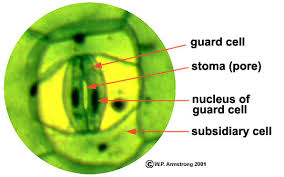 guard cell
stoma (pore)
nucleus of
guard cell
subsidiary cell
©W.P. Armstrong 2001